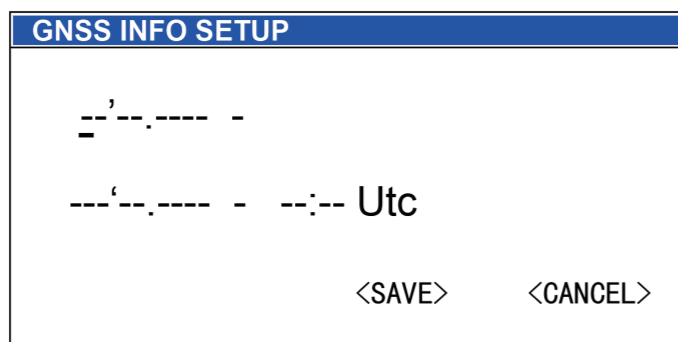 GNSS INFO SETUP
--’--.---- -
---‘--.---- - --:-- Utc
<SAVE> <CANCEL>